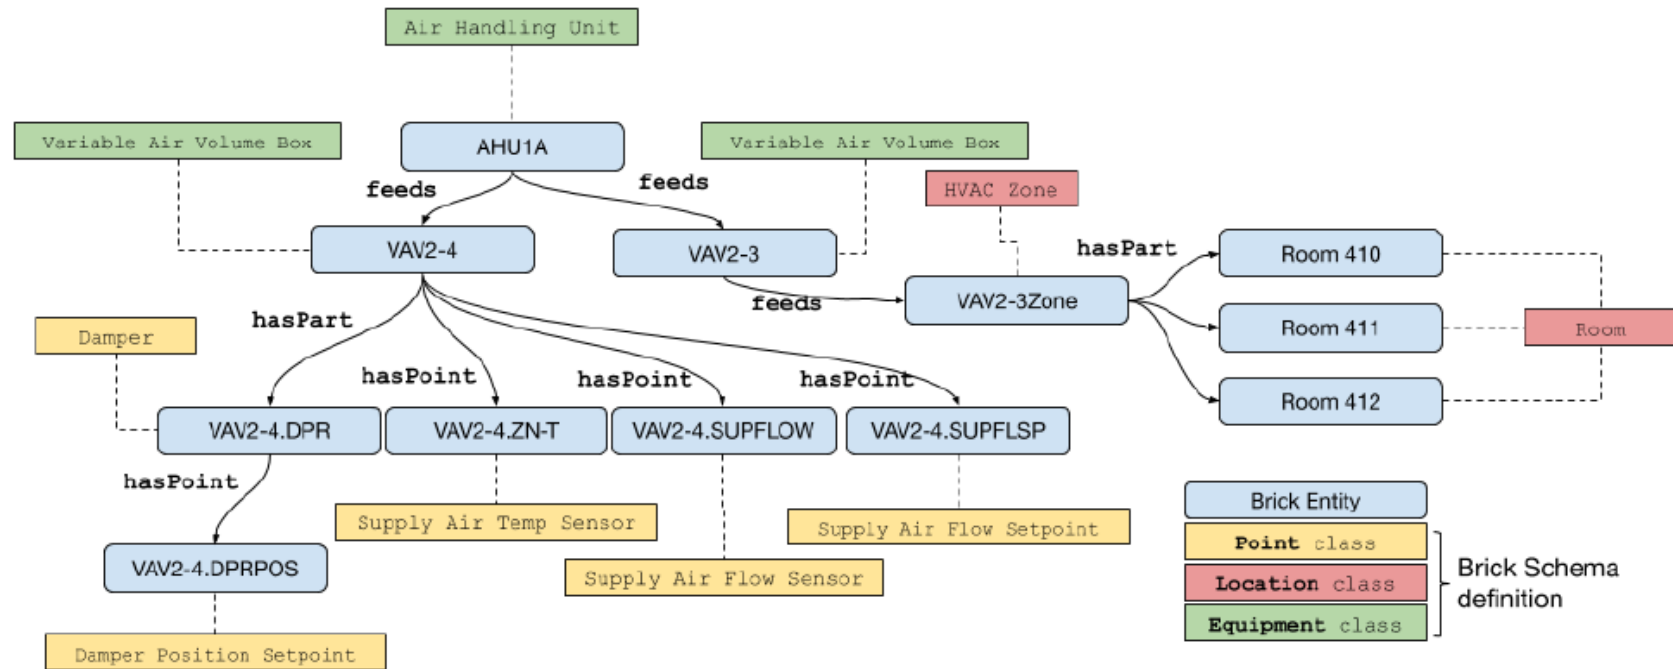 Air Handling Unit
Variable Air Volume Box
AHU1A
Variable Air Volume Box
feeds
feeds
HVAC Zone
VAV2-4
VAV2-3
hasPart
Room 410
feeds
VAV2-3Zone
hasPart
Damper
Room 411
Room
hasPoint
hasPoint
hasPoint
Room 412
VAV2-4.DPR
VAV2-4.ZN-T
VAV2-4.SUPFLOW
VAV2-4.SUPFLSP
hasPoint
Supply Air Temp Sensor
Supply Air Flow Setpoint
VAV2-4.DPRPOS
Supply Air Flow Sensor
Damper Position Setpoint
Brick Entity
Point class
Location class
Equipment class
Brick Schema
definition